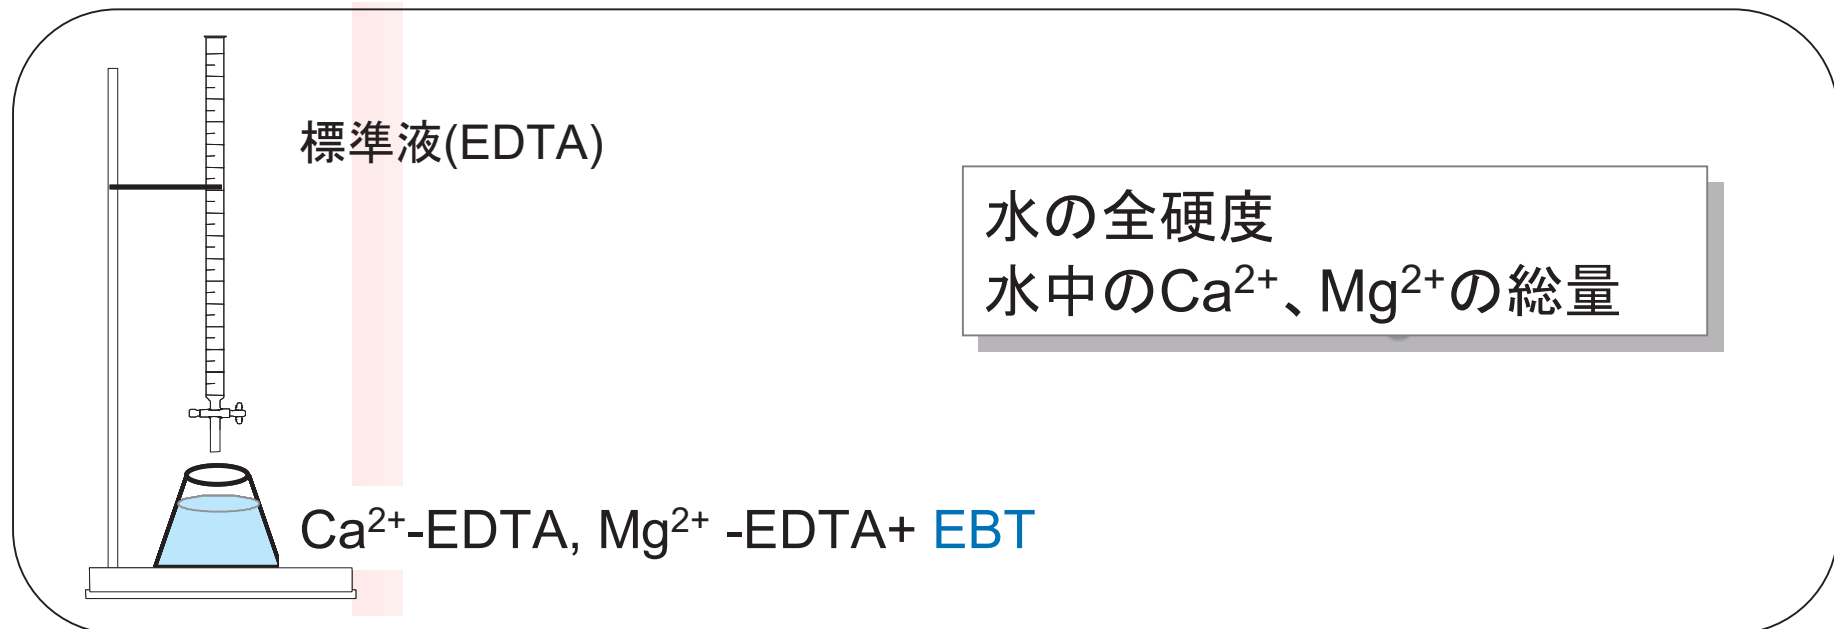 標準液(EDTA)
水の全硬度
水中のCa²⁺、Mg²⁺の総量
Ca²⁺-EDTA, Mg²⁺ -EDTA+ EBT